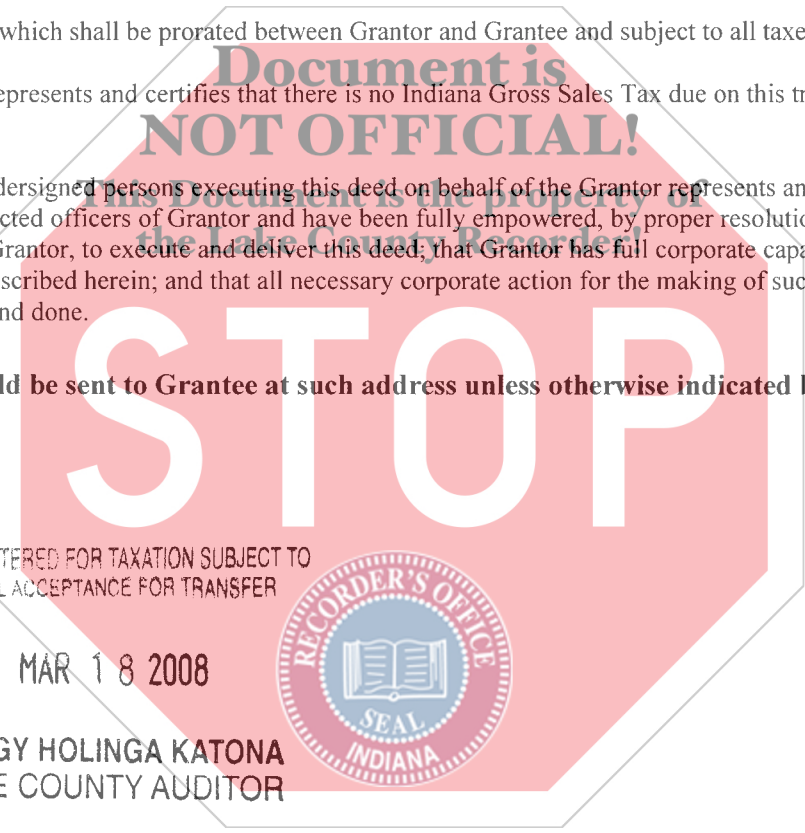 which shall be prorated between Grantor and Grantee and subject to all taxe
Document is
epresents and certifies that there is no Indiana Gross Sales Tax due on this tr
NOT OFFICIAL!
This Document is the property of
dersigned persons executing this deed on behalf of the Grantor represents an
cted officers of Grantor and have been fully empowered, by proper resolutio
the Lake County Recorder!
Grantor, to execute and deliver this deed; that Grantor has full corporate capa
scribed herein; and that all necessary corporate action for the making of suc
nd done.
STOP
ld be sent to Grantee at such address unless otherwise indicated
TERED FOR TAXATION SUBJECT TO
L ACCEPTANCE FOR TRANSFER
RECORDER'S OFFICE
MAR 18 2008
SEAL
INDIANA
GY HOLINGA KATONA
E COUNTY AUDITOR